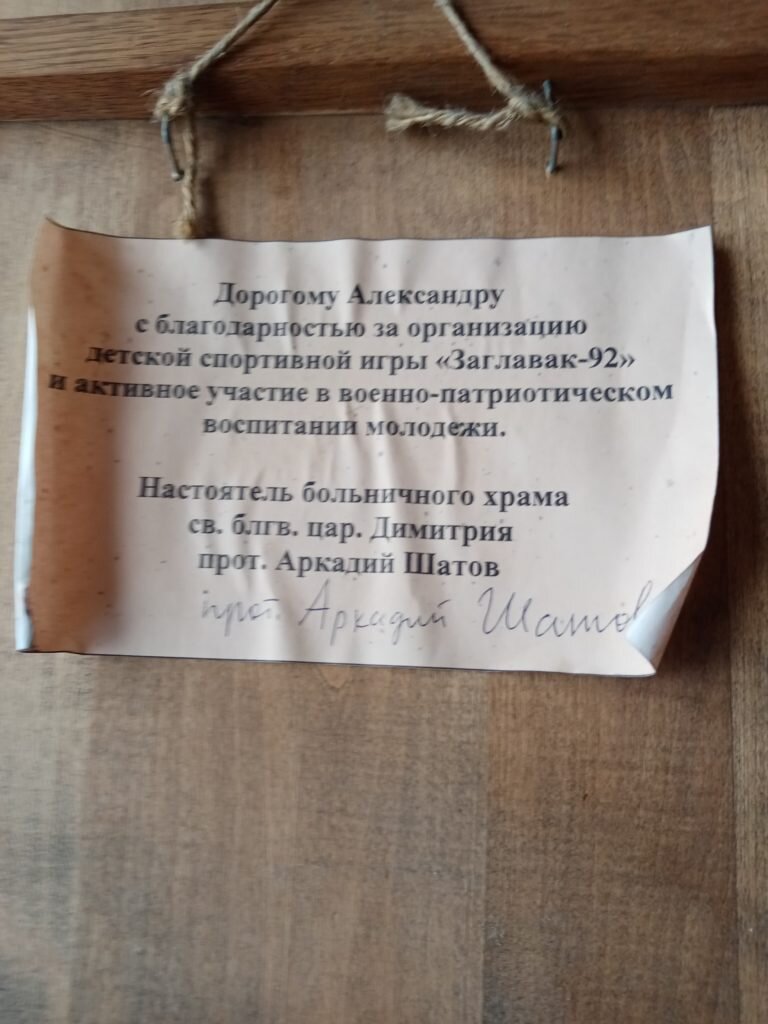 Дорогому Александру
с благодарностью за организацию
детской спортивной игры «Заглавак-92»
и активное участие в военно-патриотическом
воспитании молодежи.
Настоятель больничного храма
св. блгв. цар. Димитрия
прот. Аркадий Шатов
прот. Аркадий Шатов